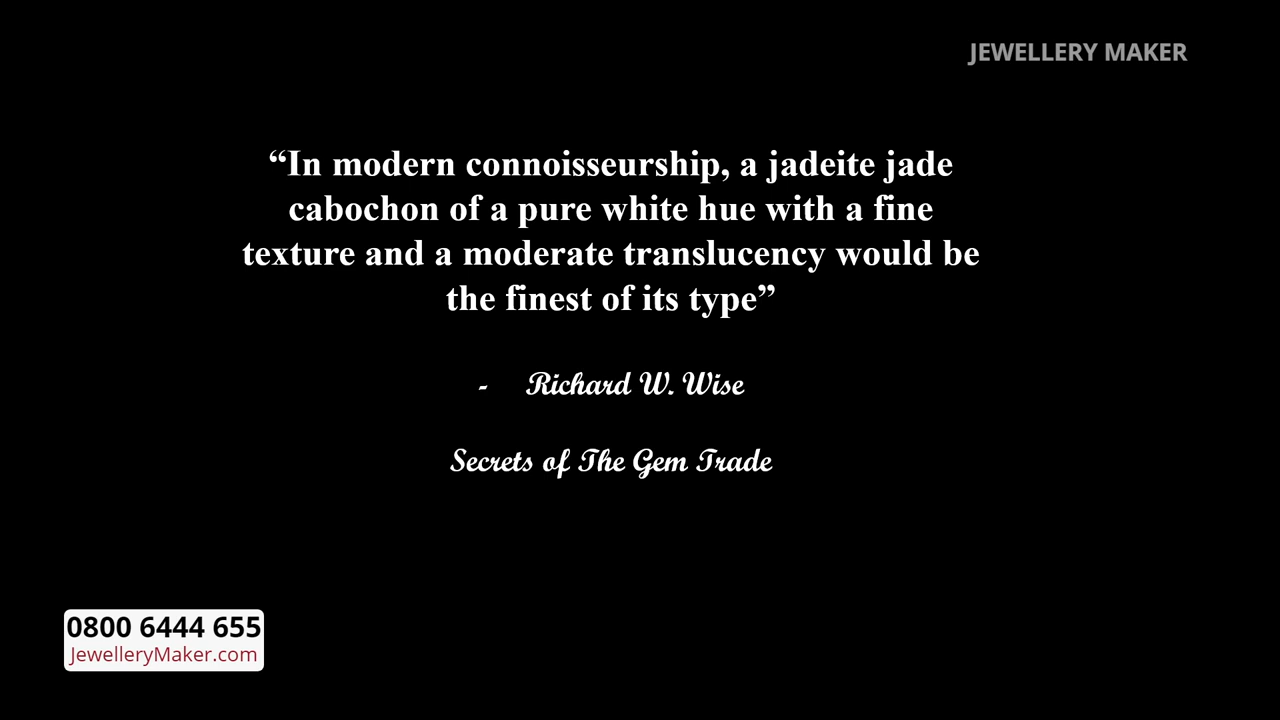 JEWELLERY MAKER
“In modern connoisseurship, a jadeite jade
cabochon of a pure white hue with a fine
texture and a moderate translucency would be
the finest of its type”
- Richard W. Wise
Secrets of The Gem Trade
0800 6444 655
JewelleryMaker.com